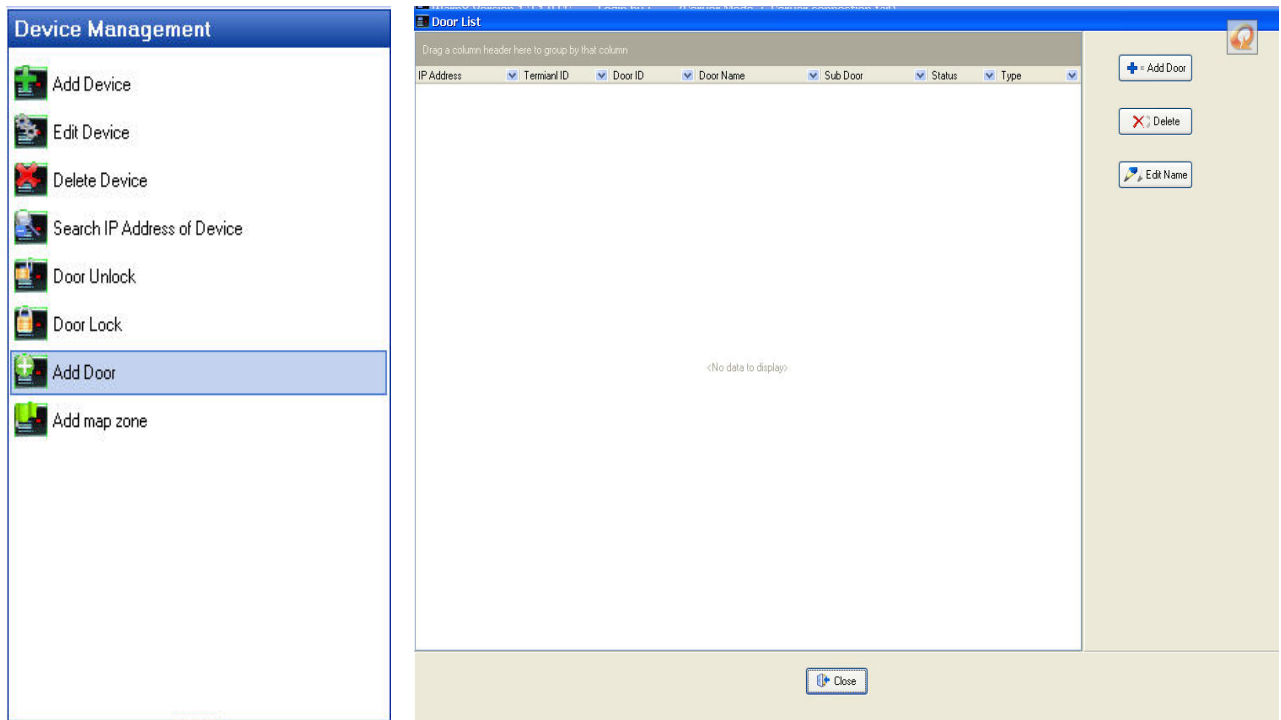 Device Management
Add Device
Edit Device
Delete Device
Search IP Address of Device
Door Unlock
Door Lock
Add Door
Add map zone
Door List
Drag a column header here to group by that column
IP Address Termianl ID Door ID Door Name Sub Door Status Type
<No data to display>
Add Door
Delete
Edit Name
Close